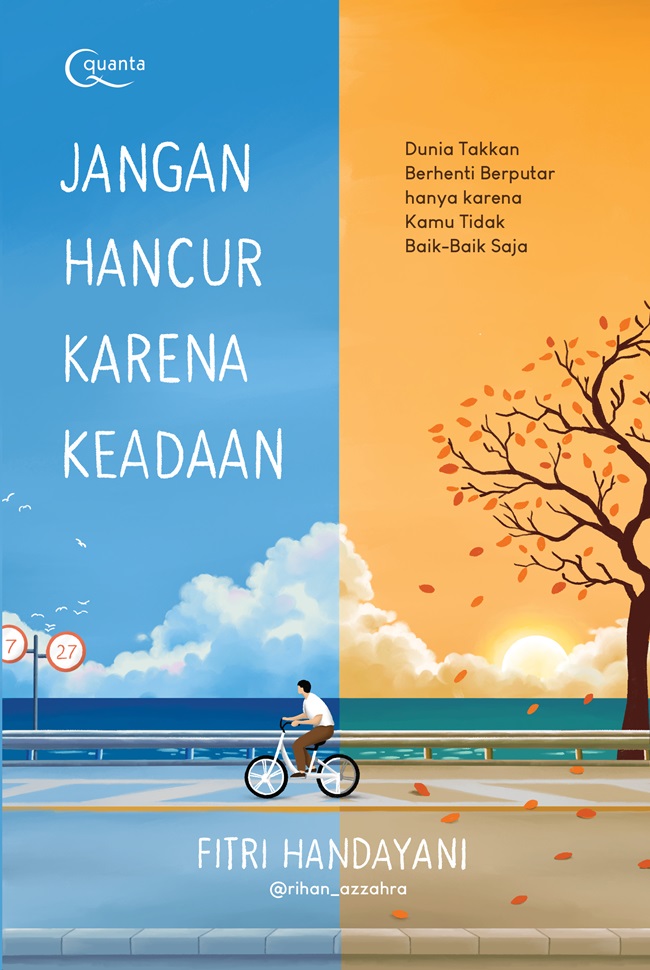 quanta
JANGAN
HANCUR
KARENA
KEADAAN
Dunia Takkan
Berhenti Berputar
hanya karena
Kamu Tidak
Baik-Baik Saja
7
27
FITRI HANDAYANI
@rihan_azzahra